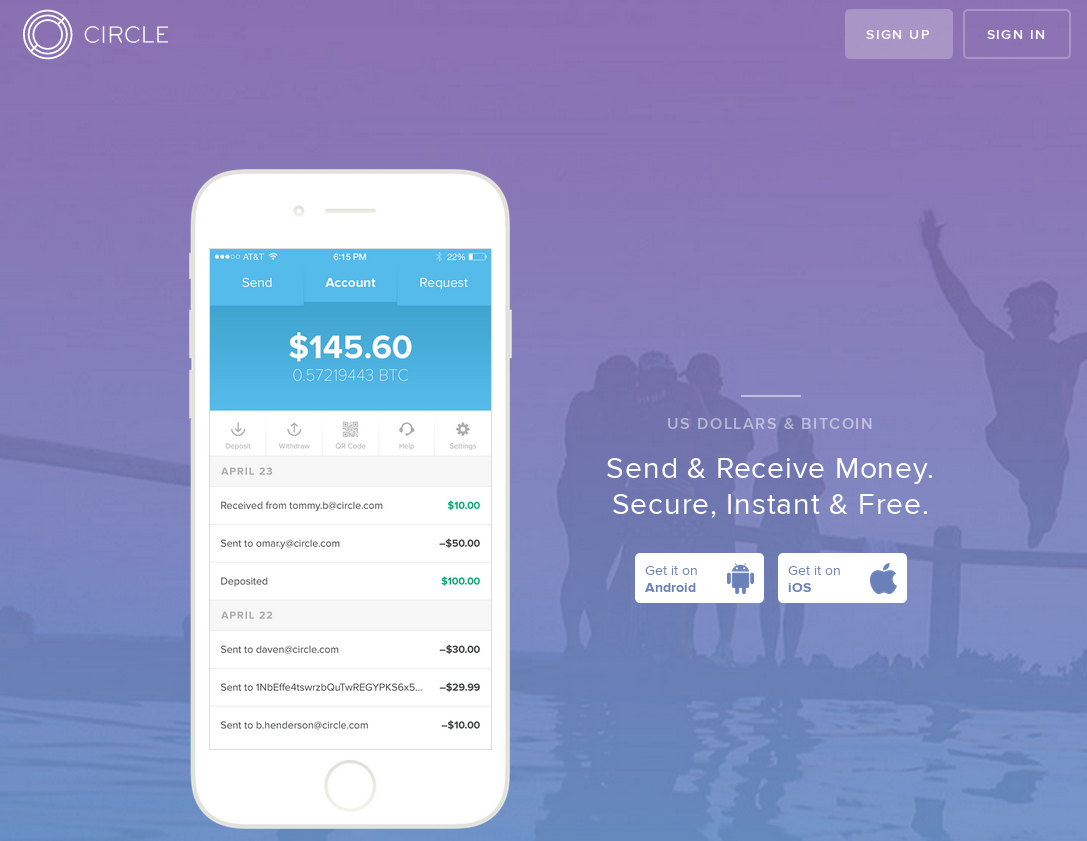 CIRCLE
SIGN UP
SIGN IN
AT&T
6:15 PM
22%
Send
Account
Request
$145.60
0.57219443 BTC
Deposit
Withdraw
QR Code
Help
Settings
APRIL 23
Received from tommy.b@circle.com $10.00
Sent to omar.y@circle.com –$50.00
Deposited $100.00
APRIL 22
Sent to daven@circle.com –$30.00
Sent to 1NbEffe4tswrzbQuTwREGYPKS6x5... –$29.99
Sent to b.henderson@circle.com –$10.00
US DOLLARS & BITCOIN
Send & Receive Money.
Secure, Instant & Free.
Get it on
Android
Get it on
iOS